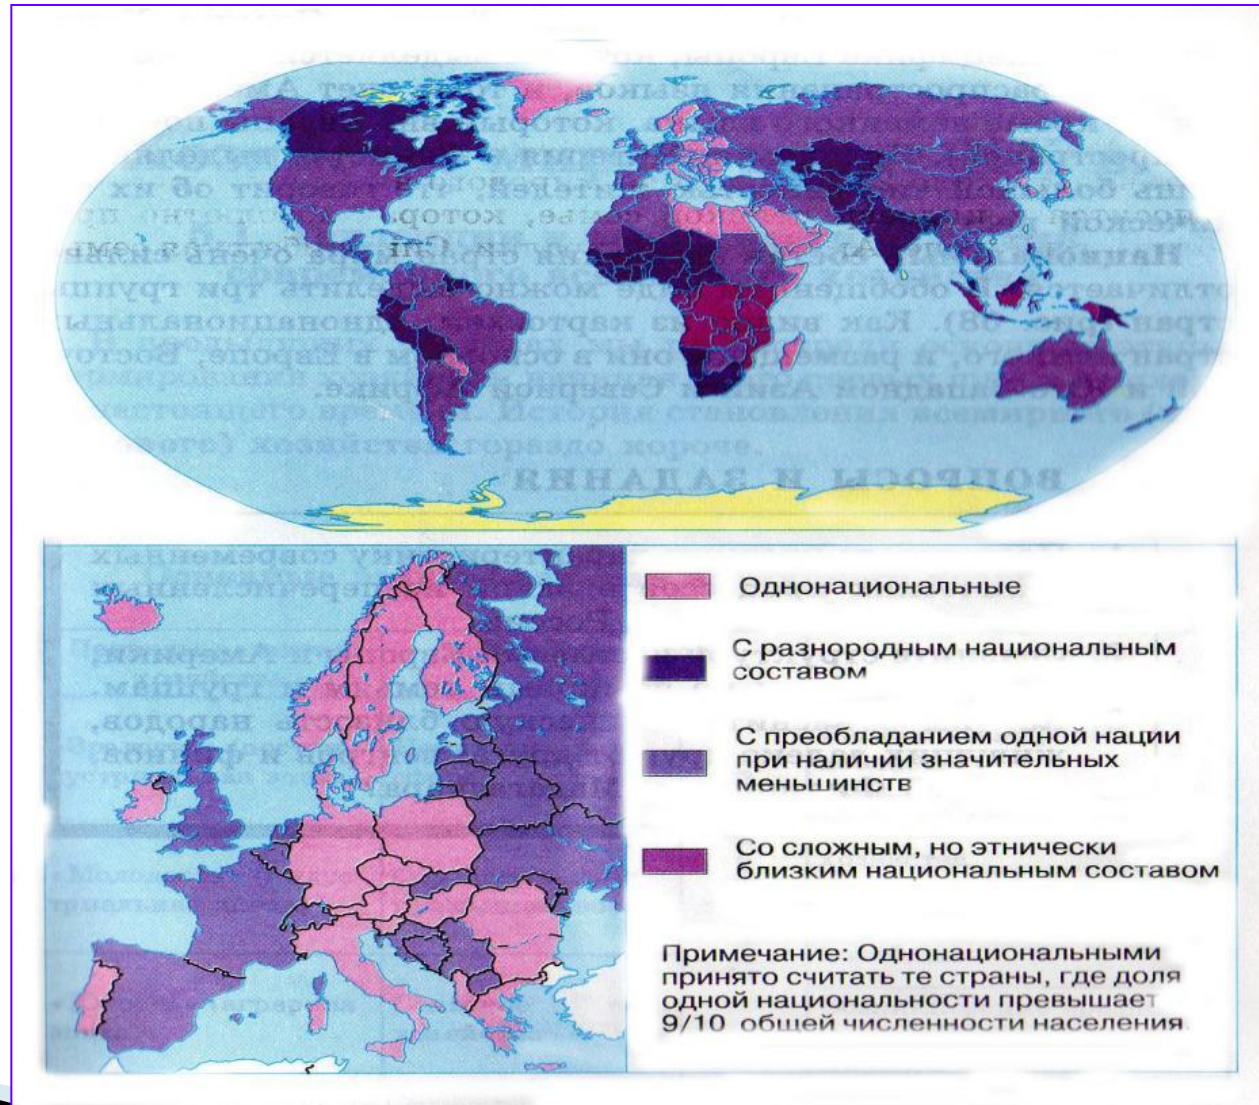 Однонациональные
С разнородным национальным
составом
С преобладанием одной нации
при наличии значительных
меньшинств
Со сложным, но этнически
близким национальным составом
Примечание: Однонациональными
принято считать те страны, где доля
одной национальности превышает
9/10 общей численности населения